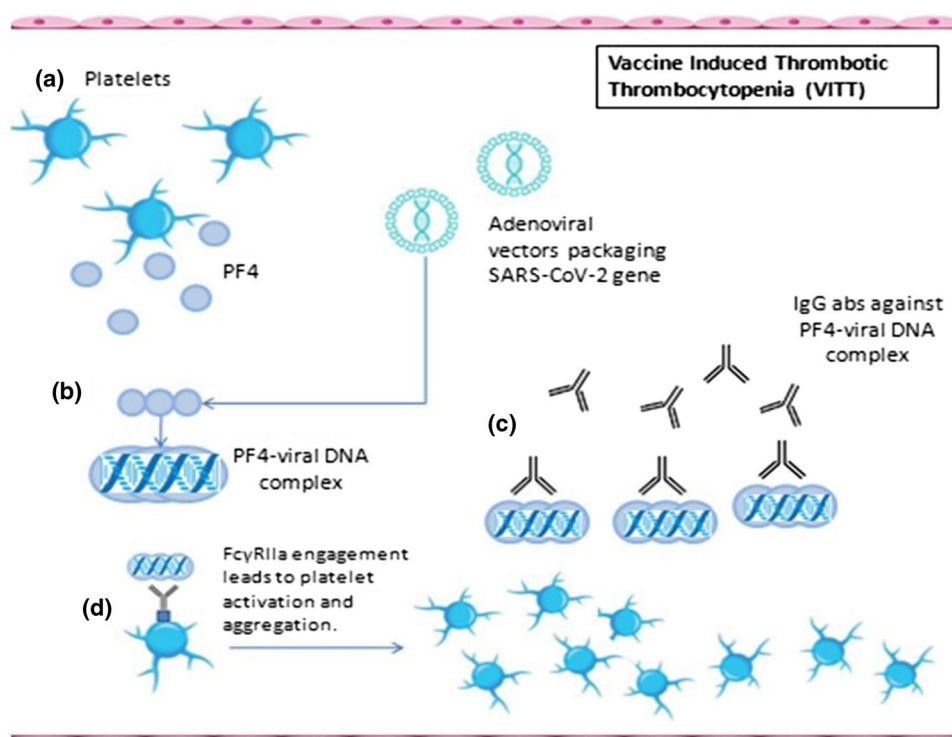 Vaccine Induced Thrombotic
Thrombocytopenia (VITT)
(a)
Platelets
PF4
Adenoviral
vectors packaging
SARS-CoV-2 gene
IgG abs against
PF4-viral DNA
complex
(b)
PF4-viral DNA
complex
(c)
(d)
FcγRIIa engagement
leads to platelet
activation and
aggregation.